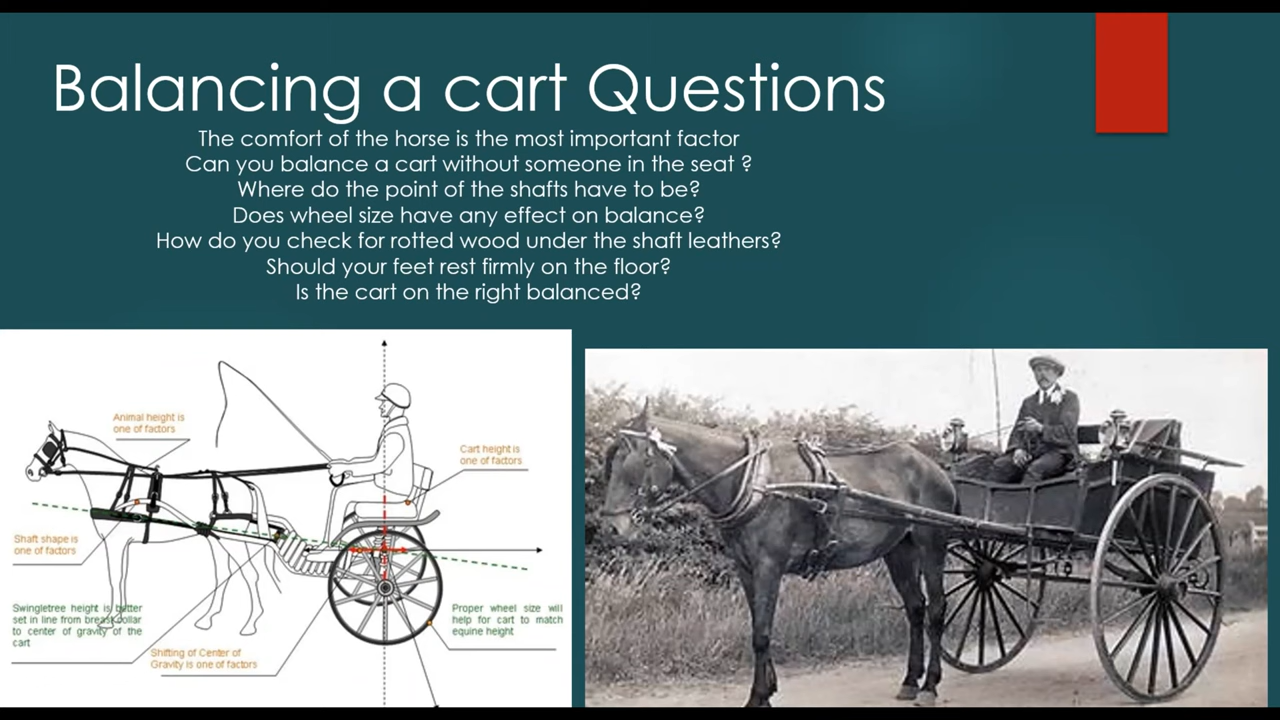 Balancing a cart Questions
The comfort of the horse is the most important factor
Can you balance a cart without someone in the seat ?
Where do the point of the shafts have to be?
Does wheel size have any effect on balance?
How do you check for rotted wood under the shaft leathers?
Should your feet rest firmly on the floor?
Is the cart on the right balanced?
Animal height is
one of factors
Cart height is
one of factors
Shaft shape is
one of factors
Swingletree height is better
set in line from breast collar
to center of gravity of the
cart
Shifting of Center of
Gravity is one of factors
Proper wheel size will
help for cart to match
equine height